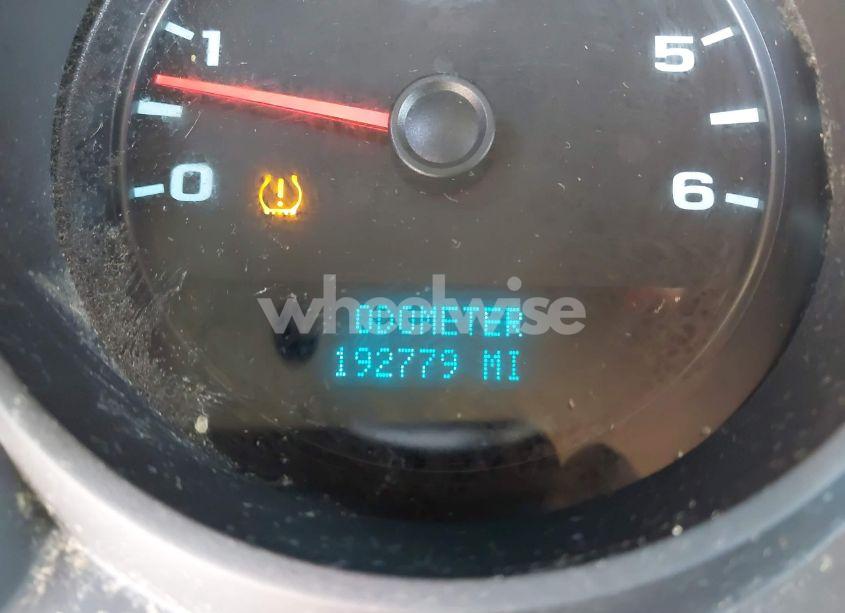 1 5
0 6
wheelwise
ODOMETER
192779 MI